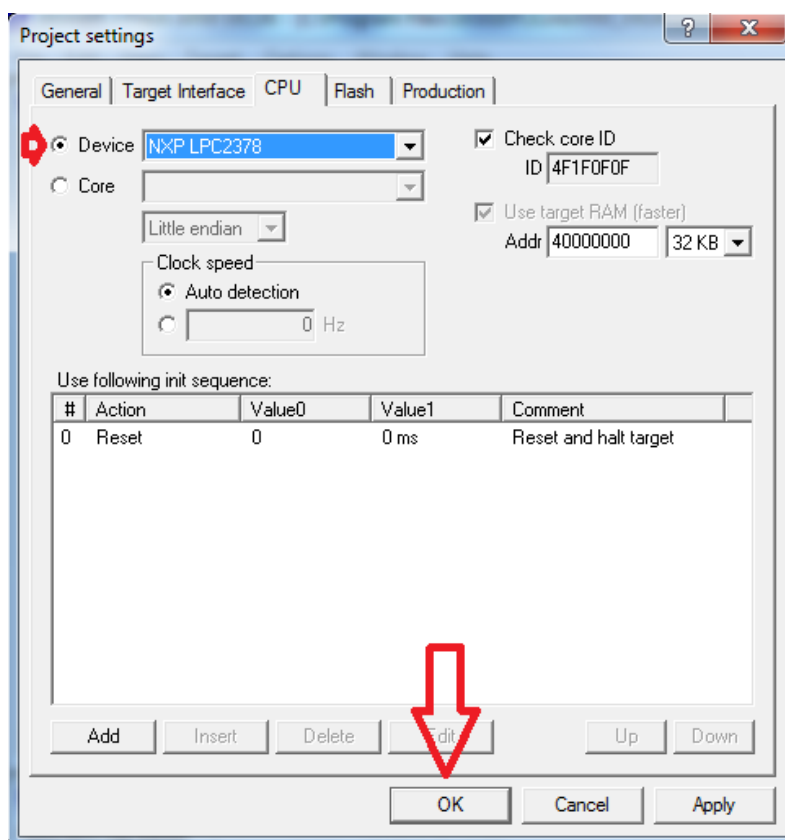 Project settings
General Target Interface CPU Flash Production
Device NXP LPC2378
Check core ID
ID 4F1F0F0F
Core
Use target RAM (faster)
Little endian
Addr 40000000 32 KB
Clock speed
Auto detection
0 Hz
Use following init sequence:
# Action Value0 Value1 Comment
0 Reset 0 0 ms Reset and halt target
Add Insert Delete Edit Up Down
OK Cancel Apply